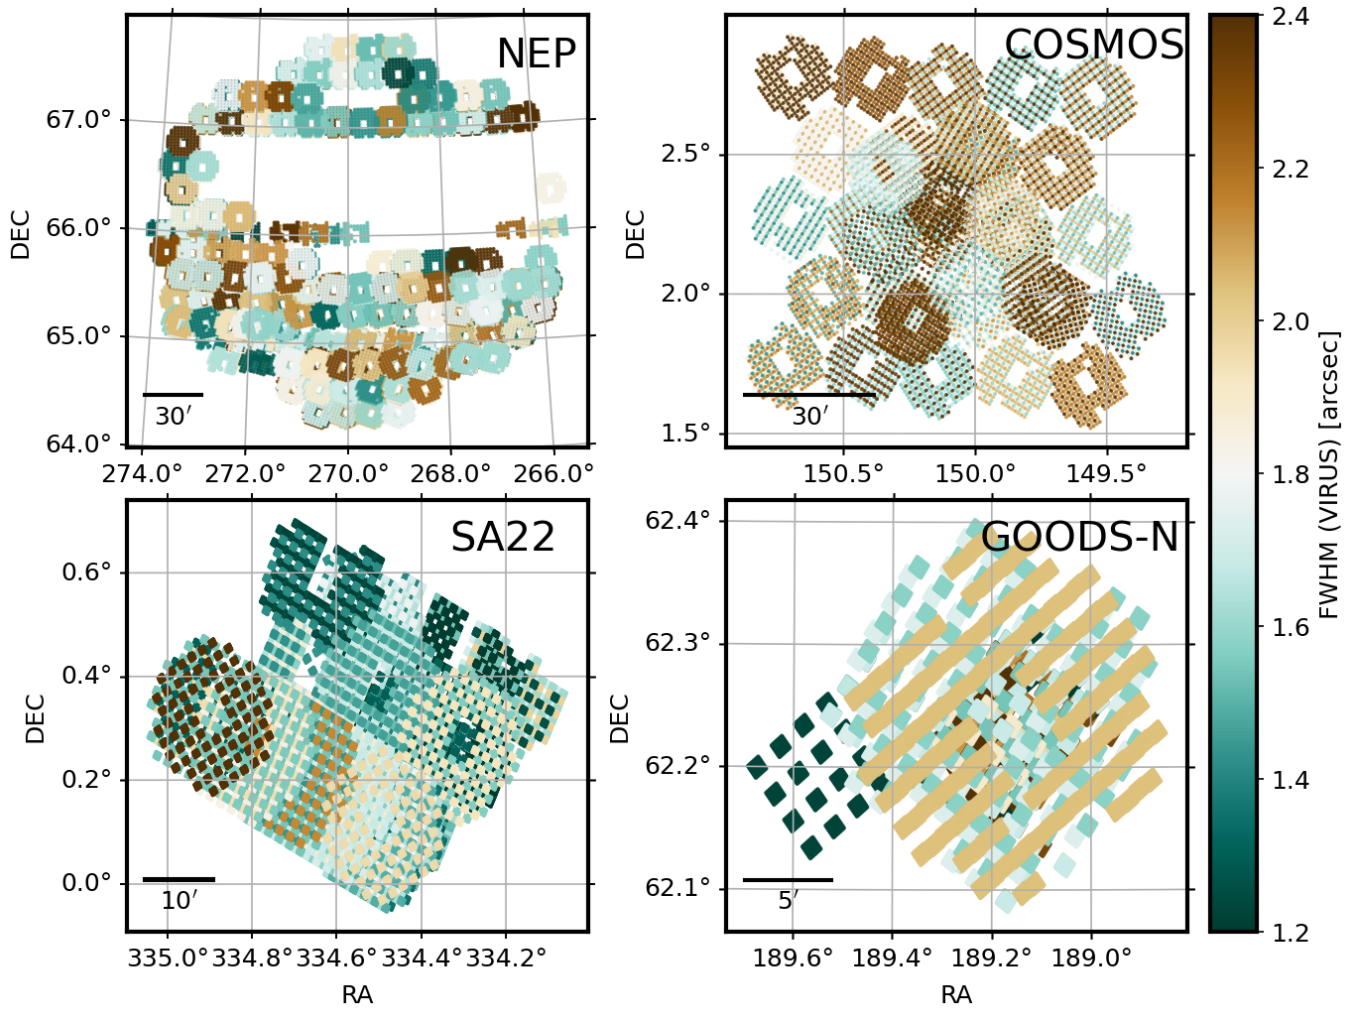 NEP
67.0°
66.0°
65.0°
64.0°
DEC
30′
274.0° 272.0° 270.0° 268.0° 266.0°
COSMOS
2.5°
2.0°
1.5°
DEC
30′
150.5° 150.0° 149.5°
SA22
0.6°
0.4°
0.2°
0.0°
DEC
10′
335.0° 334.8° 334.6° 334.4° 334.2°
RA
GOODS-N
62.4°
62.3°
62.2°
62.1°
DEC
5′
189.6° 189.4° 189.2° 189.0°
RA
2.4
2.2
2.0
1.8
1.6
1.4
1.2
FWHM (VIRUS) [arcsec]